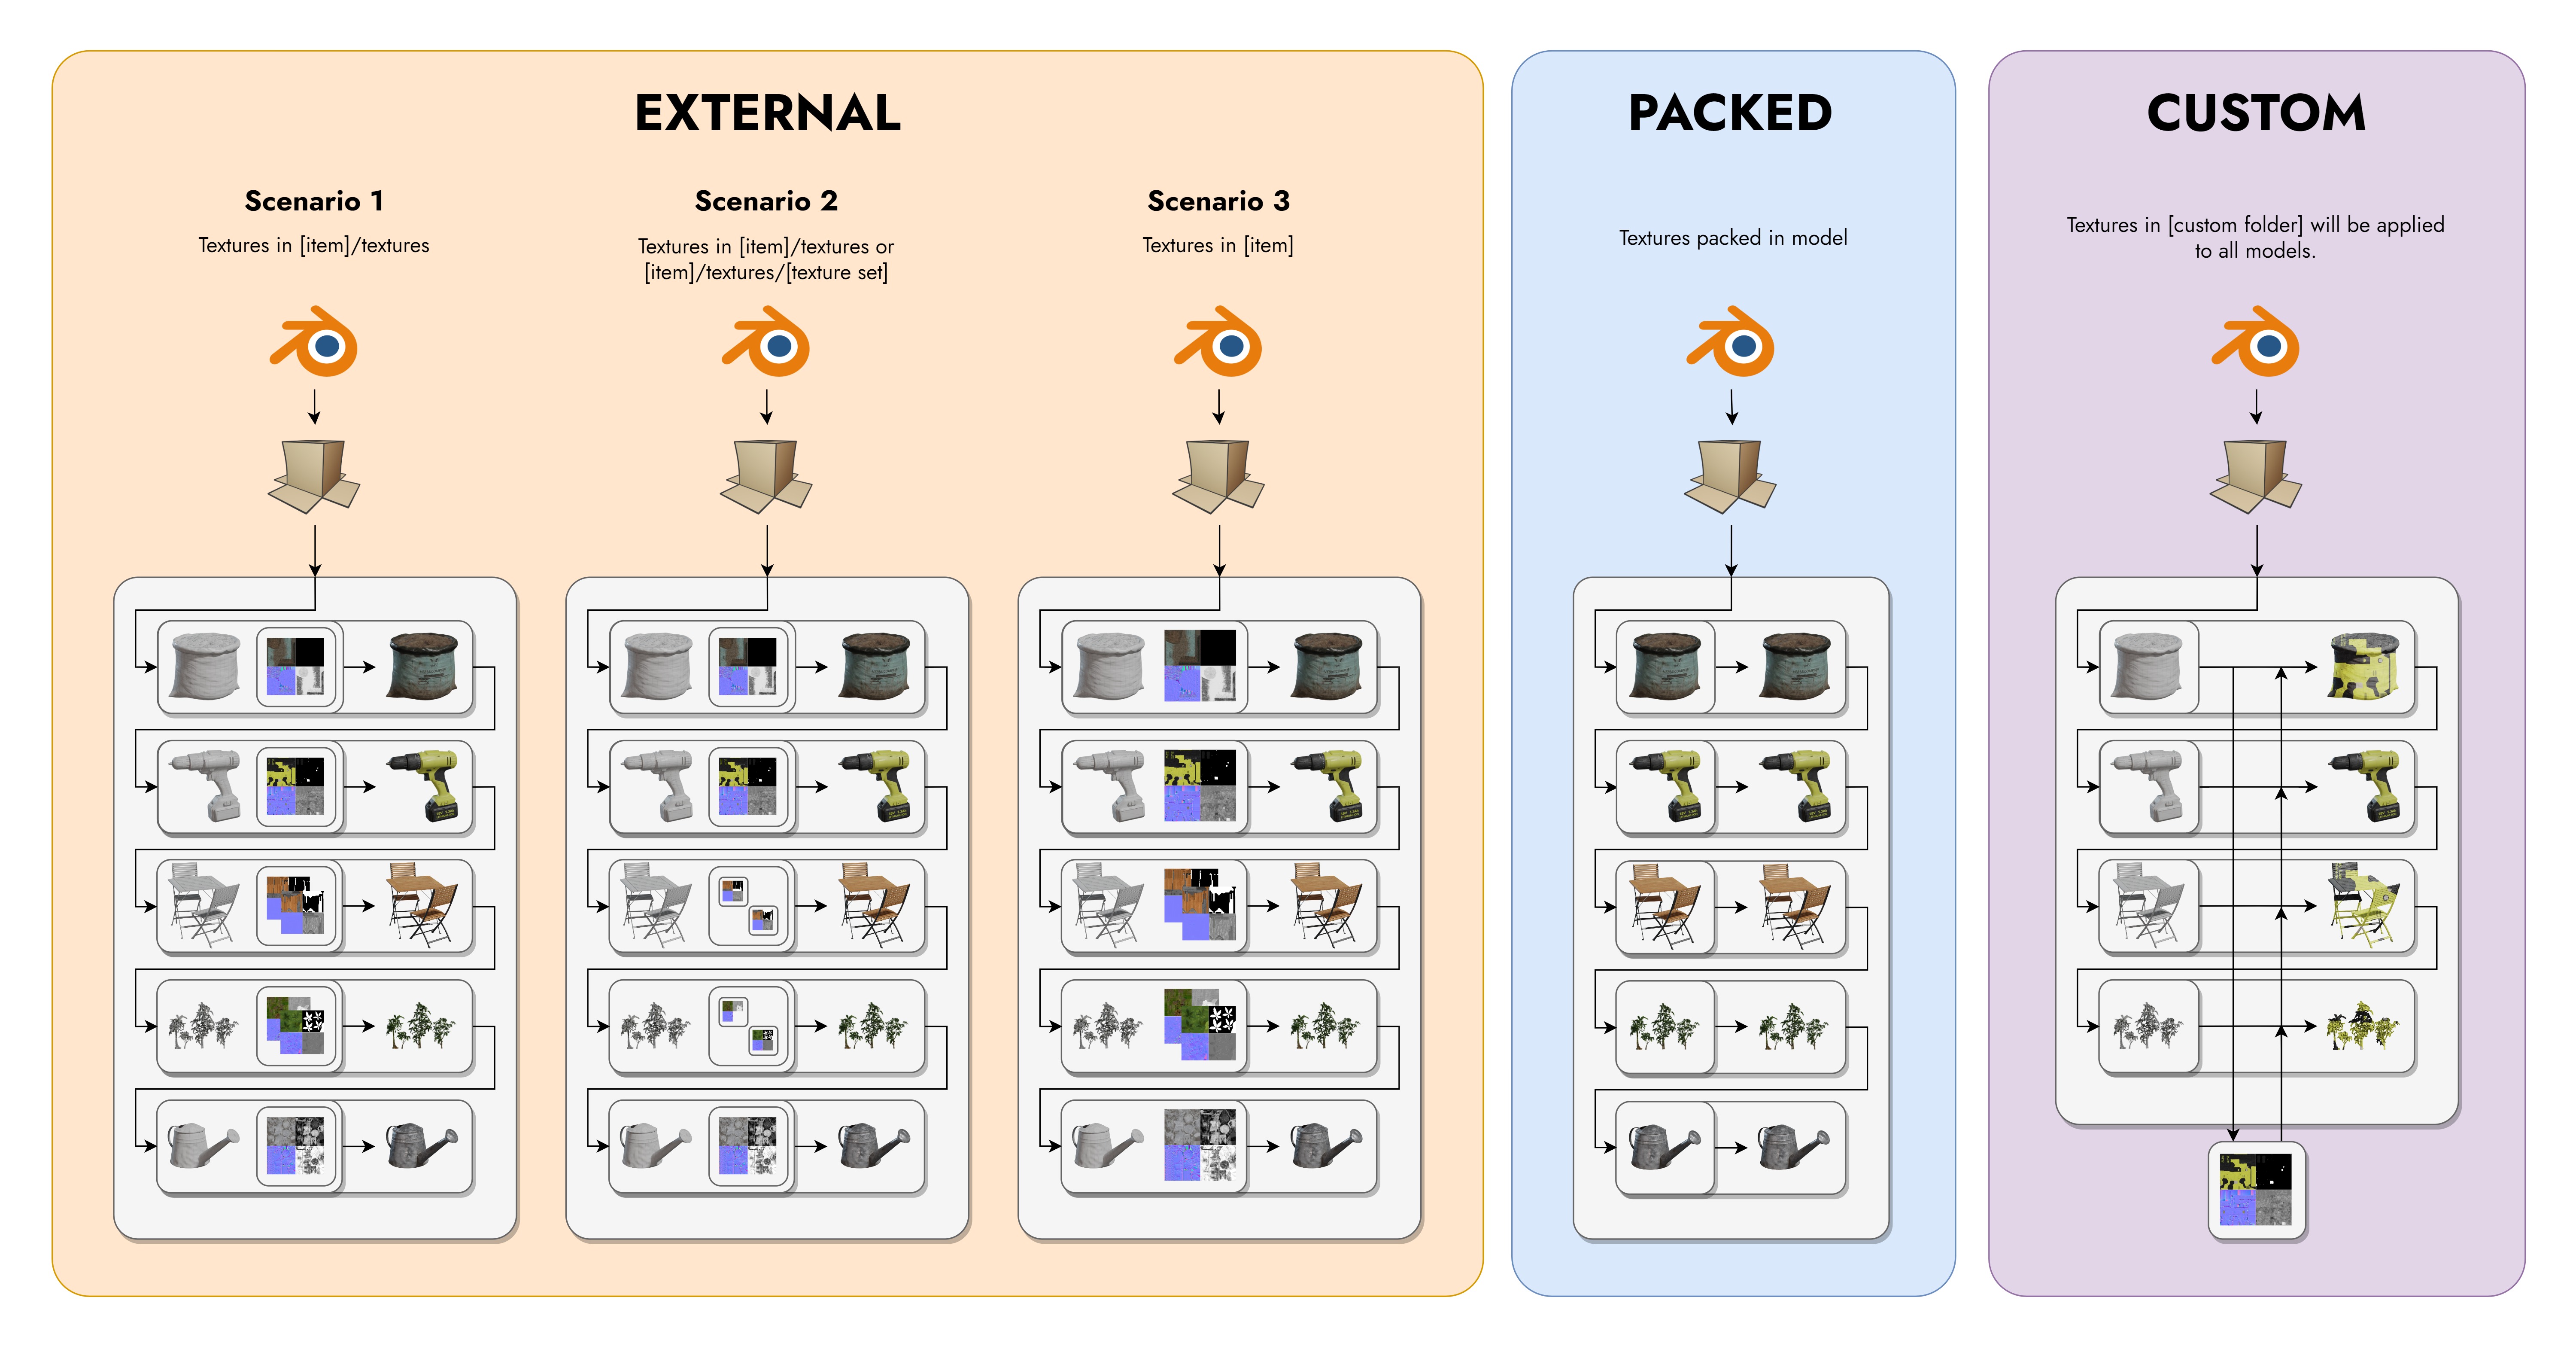 EXTERNAL
Scenario 1
Textures in [item]/textures
Scenario 2
Textures in [item]/textures or
[item]/textures/[texture set]
Scenario 3
Textures in [item]
PACKED
Textures packed in model
CUSTOM
Textures in [custom folder] will be applied
to all models.